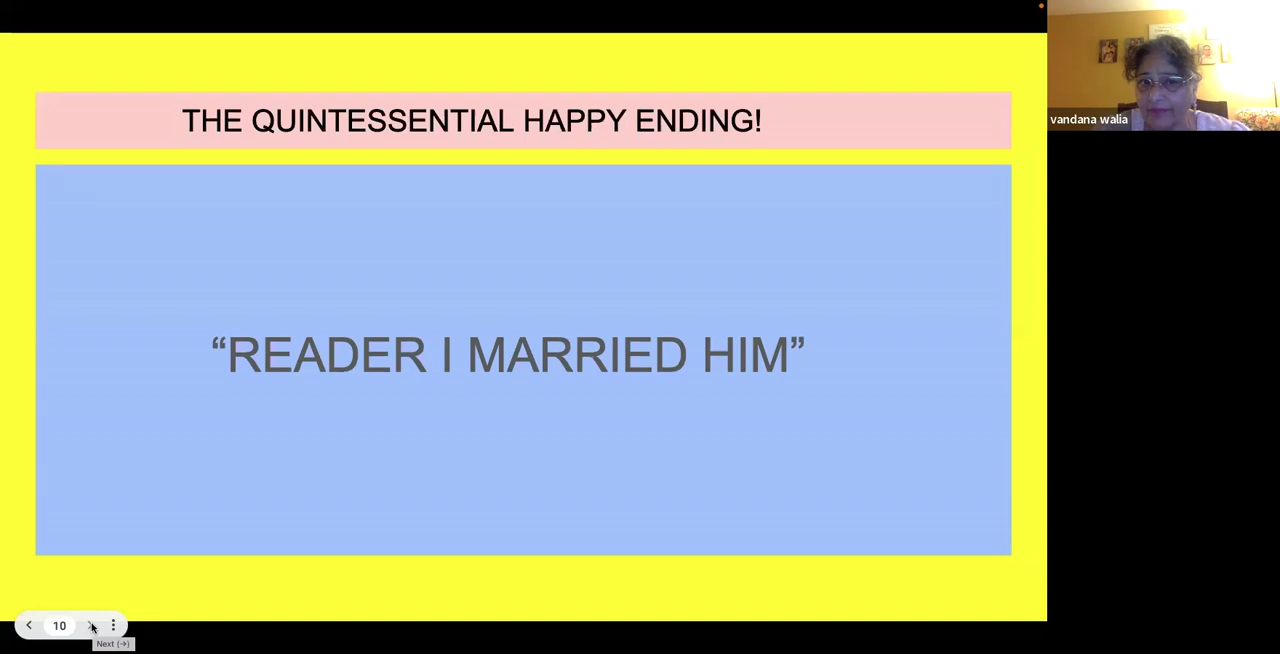 THE QUINTESSENTIAL HAPPY ENDING!
vandana walia
“READER I MARRIED HIM”
10
Next (→)